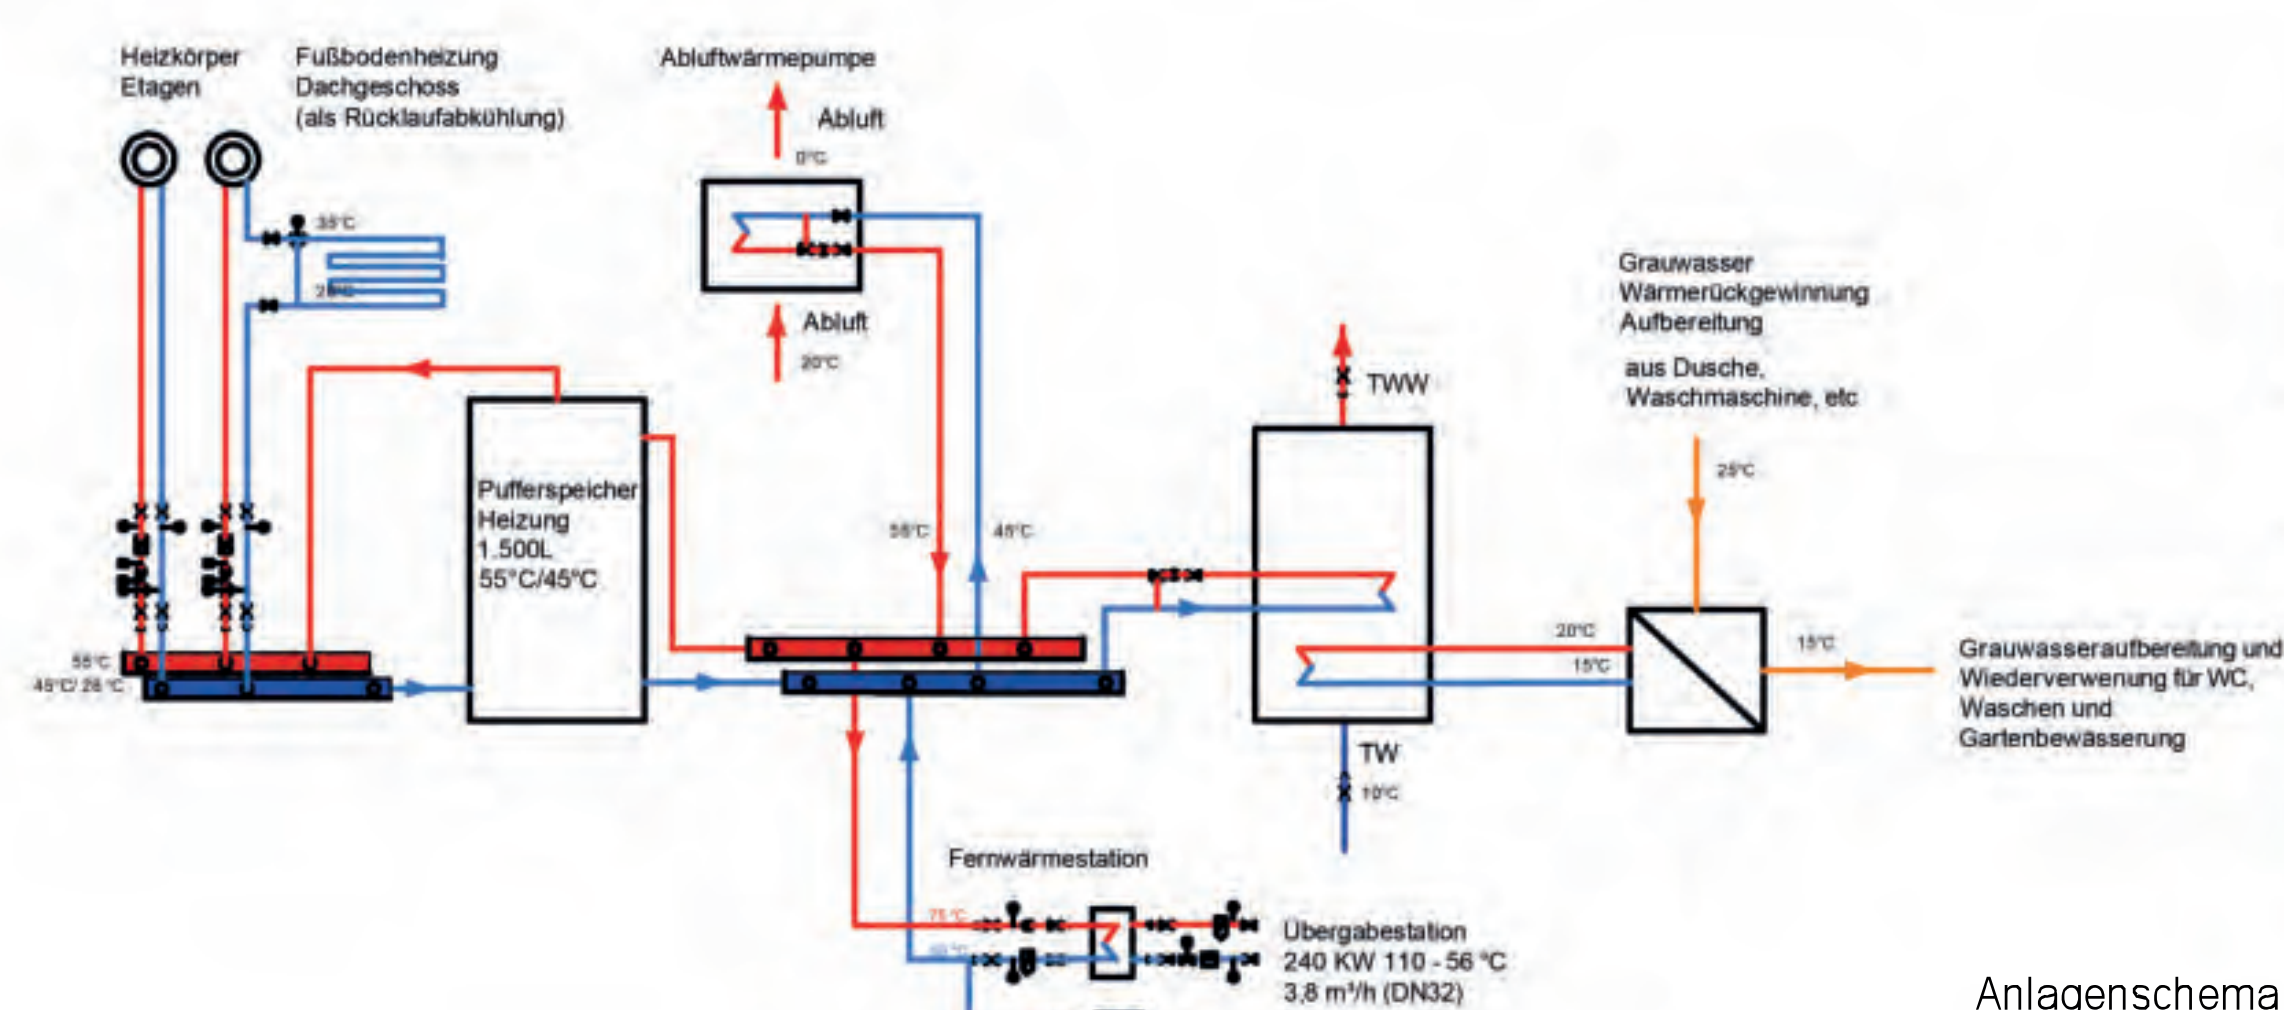 Heizkörper
Etagen
Fußbodenheizung
Dachgeschoss
(als Rücklaufabkühlung)
35°C
Abluftwärmepumpe
Abluft
0°C
Abluft
20°C
Pufferspeicher
Heizung
1.500L
55°C/45°C
55°C
45°C
55°C
TWW
TW
10°C
Grauwasser
Wärmerückgewinnung
Aufbereitung
aus Dusche,
Waschmaschine, etc
25°C
20°C
15°C
15°C
Grauwasseraufbereitung und
Wiederverwenung für WC,
Waschen und
Gartenbewässerung
Fernwärmestation
75 °C
Übergabestation
240 KW 110 - 56 °C
3,8 m³/h (DN32)
Anlagenschema